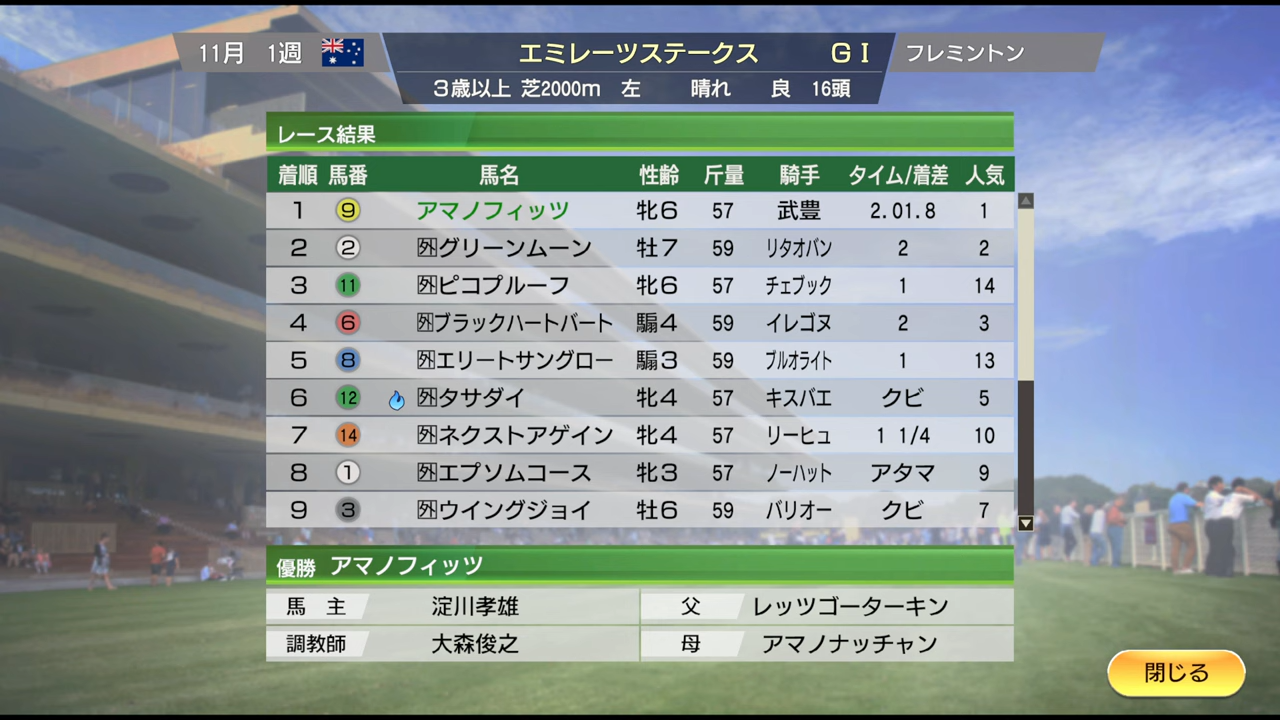 11月 1週 エミレーツステークス GⅠ フレミントン
3歳以上 芝2000m 左 晴れ 良 16頭
レース結果
着順 馬番 馬名 性齢 斤量 騎手 タイム/着差 人気
1 9 アマノフィッツ 牝6 57 武豊 2.01.8 1
2 2 外グリーンムーン 牡7 59 リタオバン 2 2
3 11 外ピコプルーフ 牝6 57 チェブック 1 14
4 6 外ブラックハートバート 騸4 59 イレゴヌ 2 3
5 8 外エリートサングロー 騸3 59 ブルオライト 1 13
6 12 外タサダイ 牝4 57 キスバエ クビ 5
7 14 外ネクストアゲイン 牝4 57 リーヒュ 1 1/4 10
8 1 外エプソムコース 牝3 57 ノーハット アタマ 9
9 3 外ウイングジョイ 牡6 59 バリオー クビ 7
優勝 アマノフィッツ
馬主 淀川孝雄 父 レッツゴーターキン
調教師 大森俊之 母 アマノナッチャン
閉じる